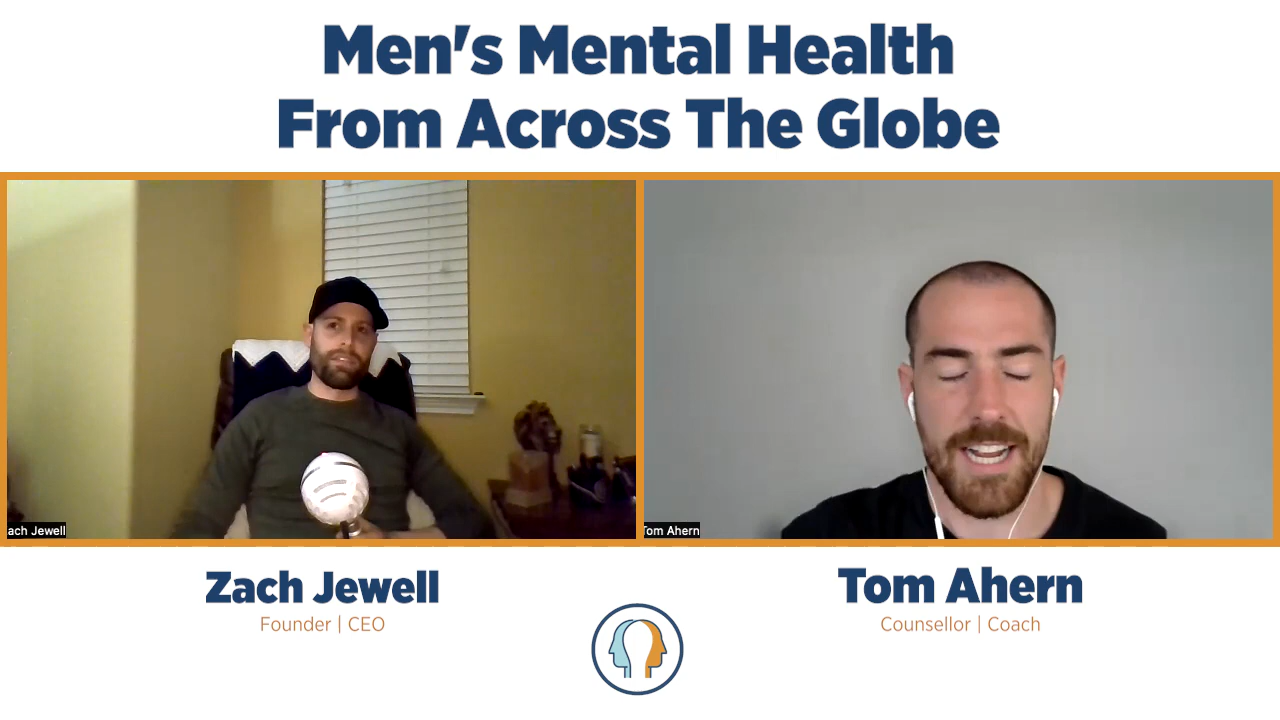 Men's Mental Health
From Across The Globe
ach Jewell
Tom Ahern
Zach Jewell
Founder | CEO
Tom Ahern
Counsellor | Coach